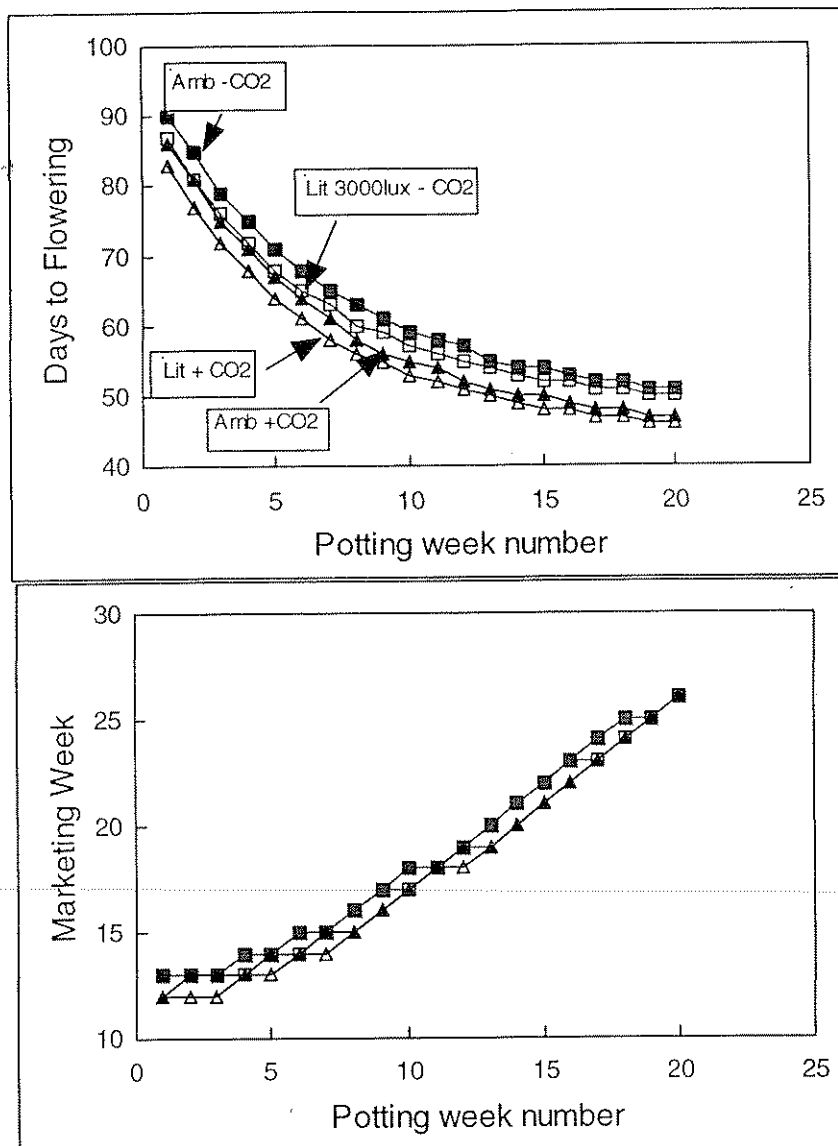 100
90
80
70
60
50
40
Days to Flowering
Amb -CO2
Lit 3000lux - CO2
Lit + CO2
Amb +CO2
0 5 10 15 20 25
Potting week number
30
25
20
15
10
Marketing Week
0 5 10 15 20 25
Potting week number